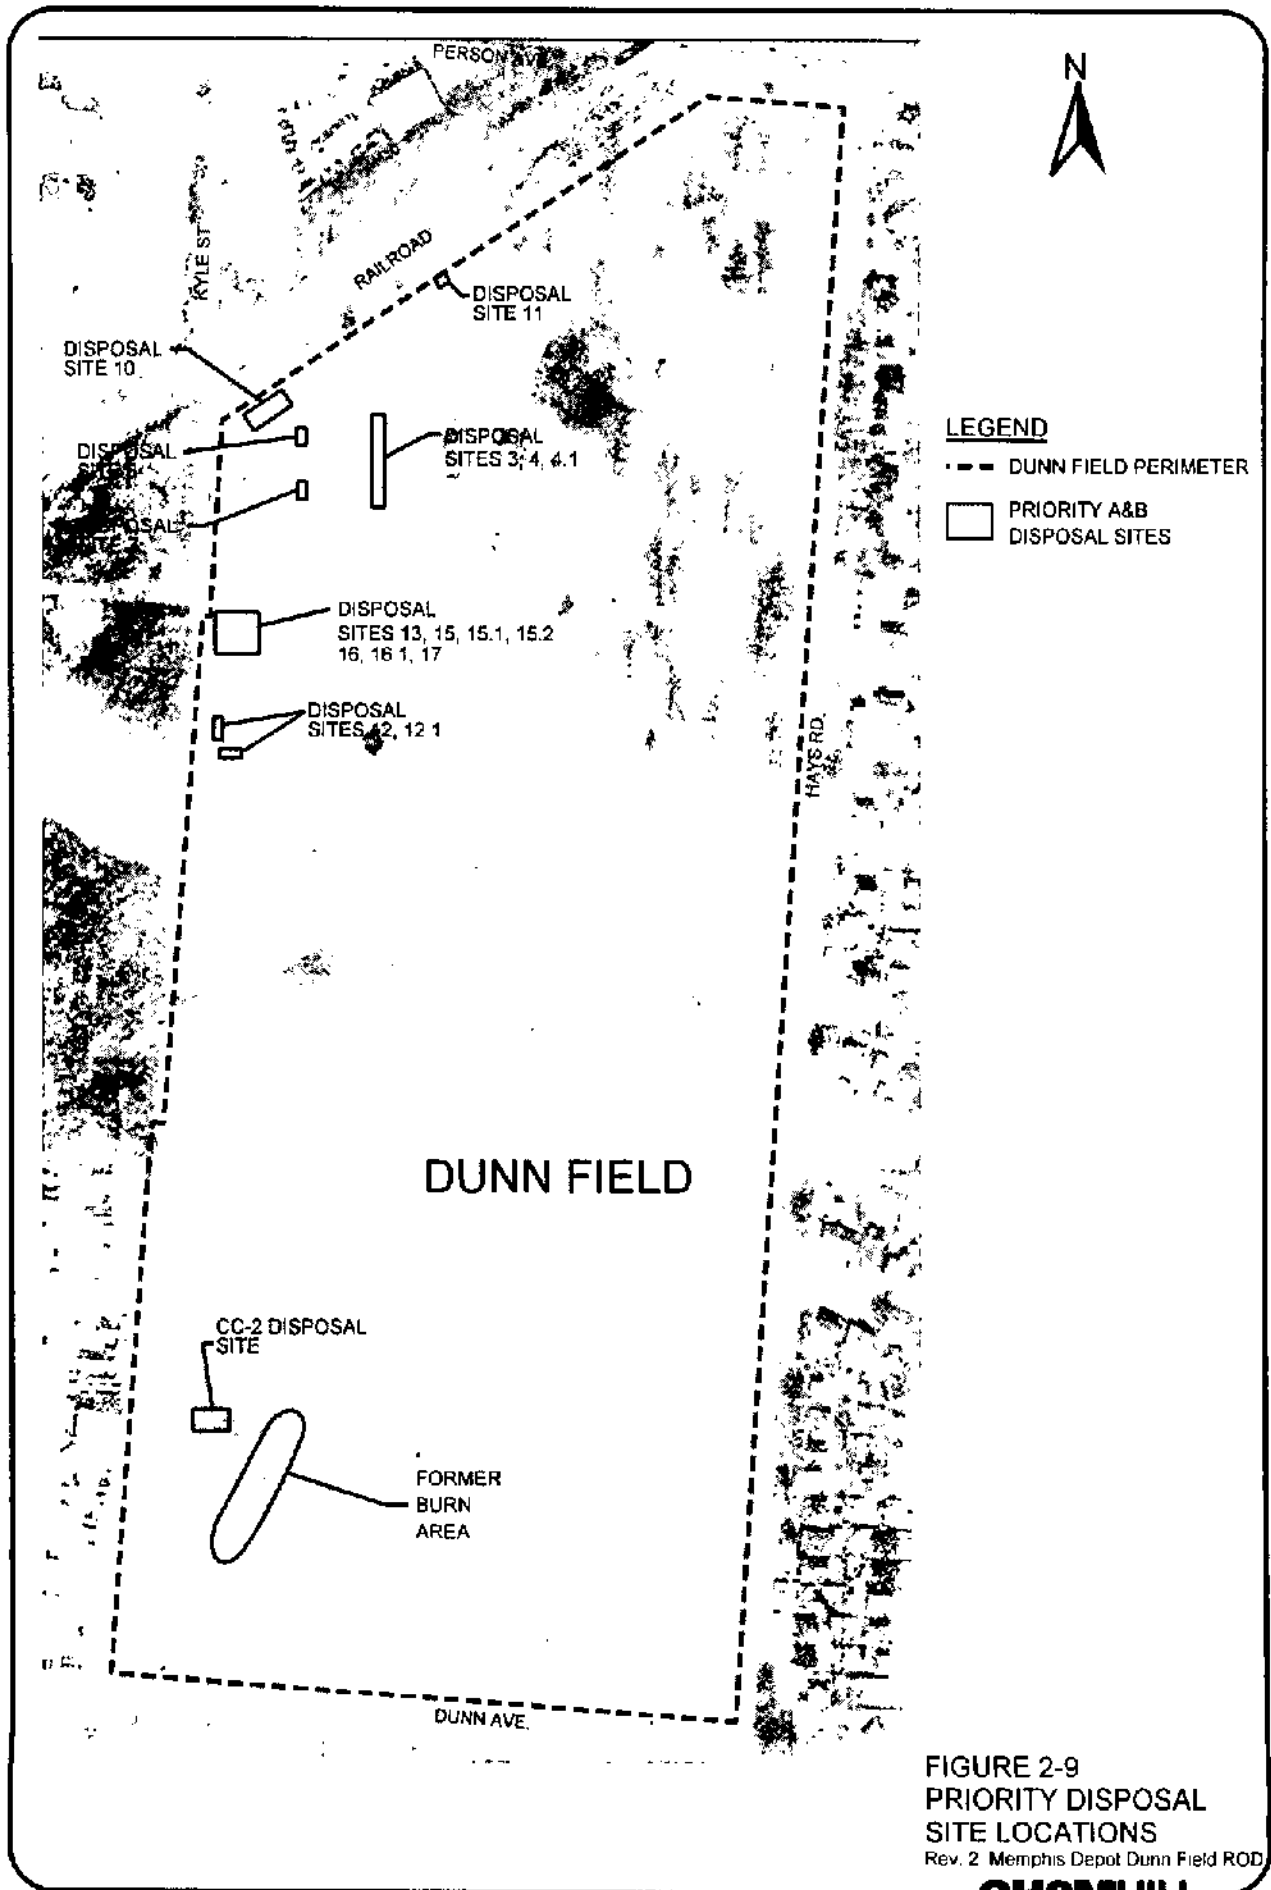 PERSON AVE
N
KYLE ST
RAILROAD
DISPOSAL
SITE 11
DISPOSAL
SITE 10
DISPOSAL
DISPOSAL
SITES 3, 4, 4.1
DISPOSAL
LEGEND
DUNN FIELD PERIMETER
PRIORITY A&B
DISPOSAL SITES
DISPOSAL
SITES 13, 15, 15.1, 15.2
16, 16 1, 17
DISPOSAL
SITES 12, 12 1
HAYS RD.
DUNN FIELD
CC-2 DISPOSAL
SITE
FORMER
BURN
AREA
DUNN AVE.
FIGURE 2-9
PRIORITY DISPOSAL
SITE LOCATIONS
Rev. 2 Memphis Depot Dunn Field ROD
CH2MHILL